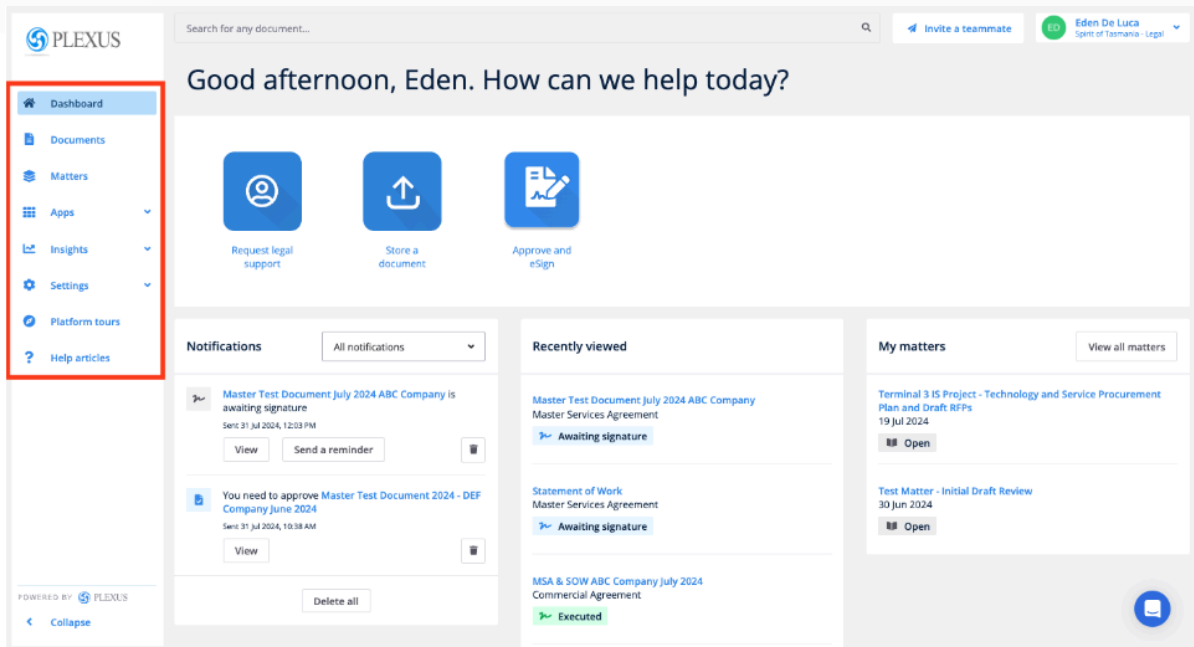 PLEXUS
Search for any document...
Invite a teammate
ED
Eden De Luca
Spirit of Tasmania - Legal
Dashboard
Documents
Matters
Apps
Insights
Settings
Platform tours
Help articles
POWERED BY PLEXUS
Collapse
Good afternoon, Eden. How can we help today?
Request legal
support
Store a
document
Approve and
eSign
Notifications
All notifications
Master Test Document July 2024 ABC Company is
awaiting signature
Sent 31 Jul 2024, 12:03 PM
View
Send a reminder
You need to approve Master Test Document 2024 - DEF
Company June 2024
Sent 31 Jul 2024, 10:38 AM
View
Delete all
Recently viewed
Master Test Document July 2024 ABC Company
Master Services Agreement
Awaiting signature
Statement of Work
Master Services Agreement
Awaiting signature
MSA & SOW ABC Company July 2024
Commercial Agreement
Executed
My matters
View all matters
Terminal 3 IS Project - Technology and Service Procurement
Plan and Draft RFPs
19 Jul 2024
Open
Test Matter - Initial Draft Review
30 Jun 2024
Open